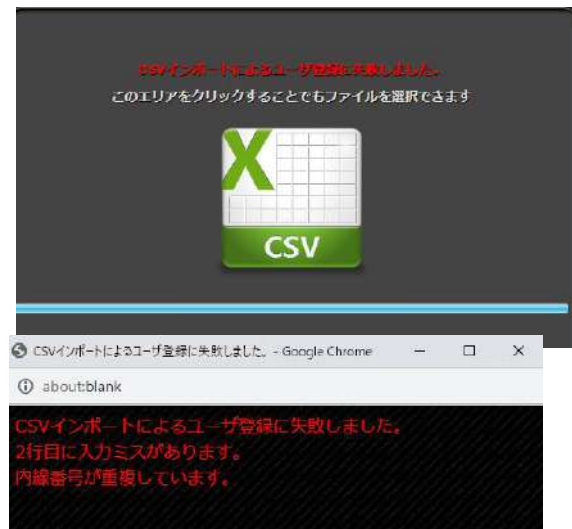 CSVインポートによるユーザ登録に失敗しました。
このエリアをクリックすることでもファイルを選択できます
X
CSV
CSVインポートによるユーザ登録に失敗しました。 - Google Chrome
about:blank
CSVインポートによるユーザ登録に失敗しました。
2行目に入力ミスがあります。
内線番号が重複しています。